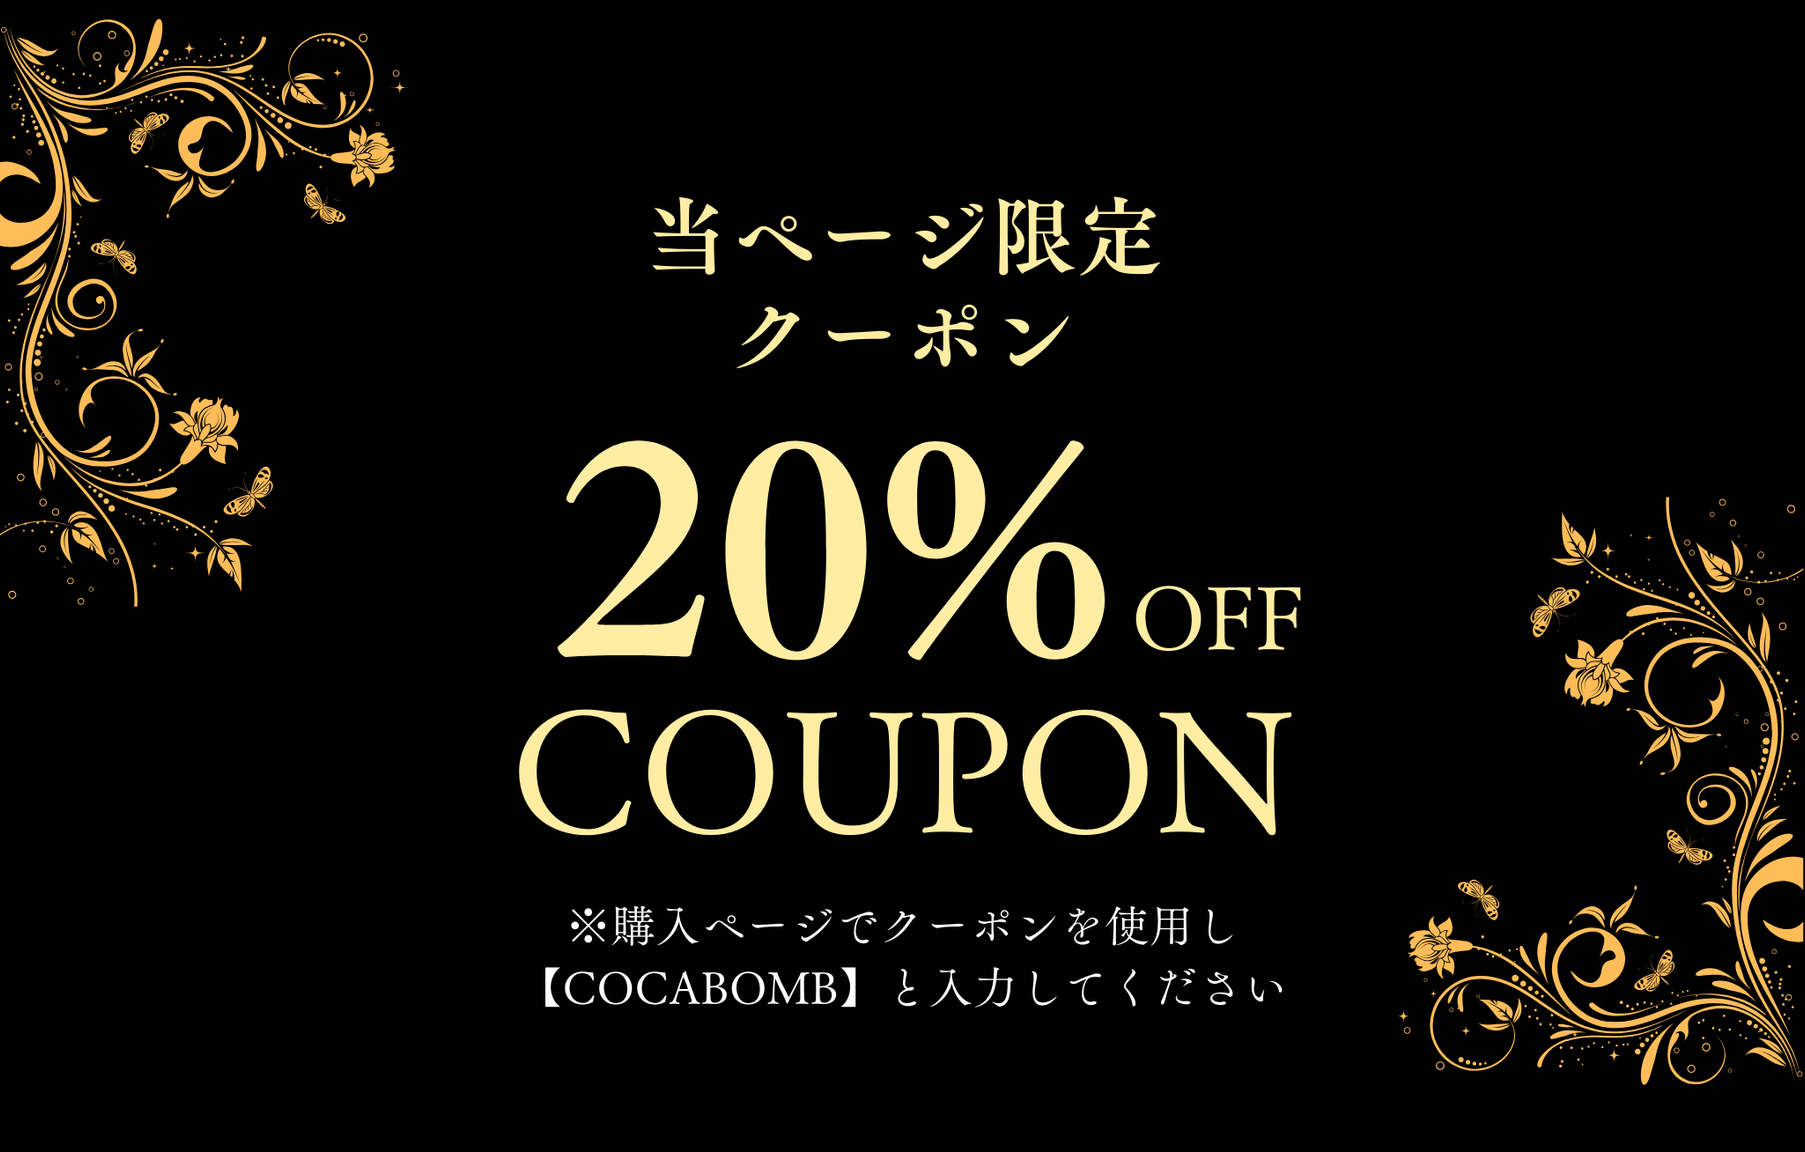 当ページ限定
クーポン
20% OFF
COUPON
※購入ページでクーポンを使用し
【COCABOMB】と入力してください